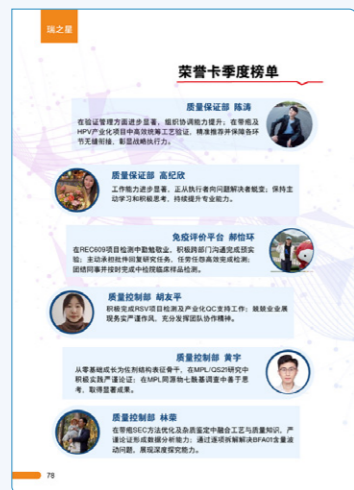 瑞之星
荣誉卡季度榜单
质量保证部 陈涛
在验证管理方面进步显著，组织协调能力提升；在带疱及
HPV产业化项目中高效统筹工艺验证，精准推荐并保障各环
节无缝衔接，彰显战略执行力。
质量保证部 高纪欣
工作能力进步显著，正从执行者向问题解决者蜕变；保持主
动学习和积极思考，持续提升专业能力。
免疫评价平台 郝怡环
在REC609项目检测中勤勉敬业，积极跨部门沟通完成预实
验；主动承担批件回复研究任务，任劳任怨高效完成检测；
团结同事并按时完成中检院临床样品检测。
质量控制部 胡友平
积极完成RSV项目检测及产业化QC支持工作；兢兢业业展
现务实严谨作风，充分发挥团队协作精神。
质量控制部 黄宇
从零基础成长为佐剂结构表征骨干，在MPL/QS21研究中
积极实践严谨论证；在MPL同源物七酰基调查中善于思
考，取得显著成果。
质量控制部 林荣
在带疱SEC方法优化及杂质鉴定中融合工艺与质量知识，严
谨论证形成数据分析能力；通过逐项拆解解决BFA01含量波
动问题，展现深度探究能力。
78